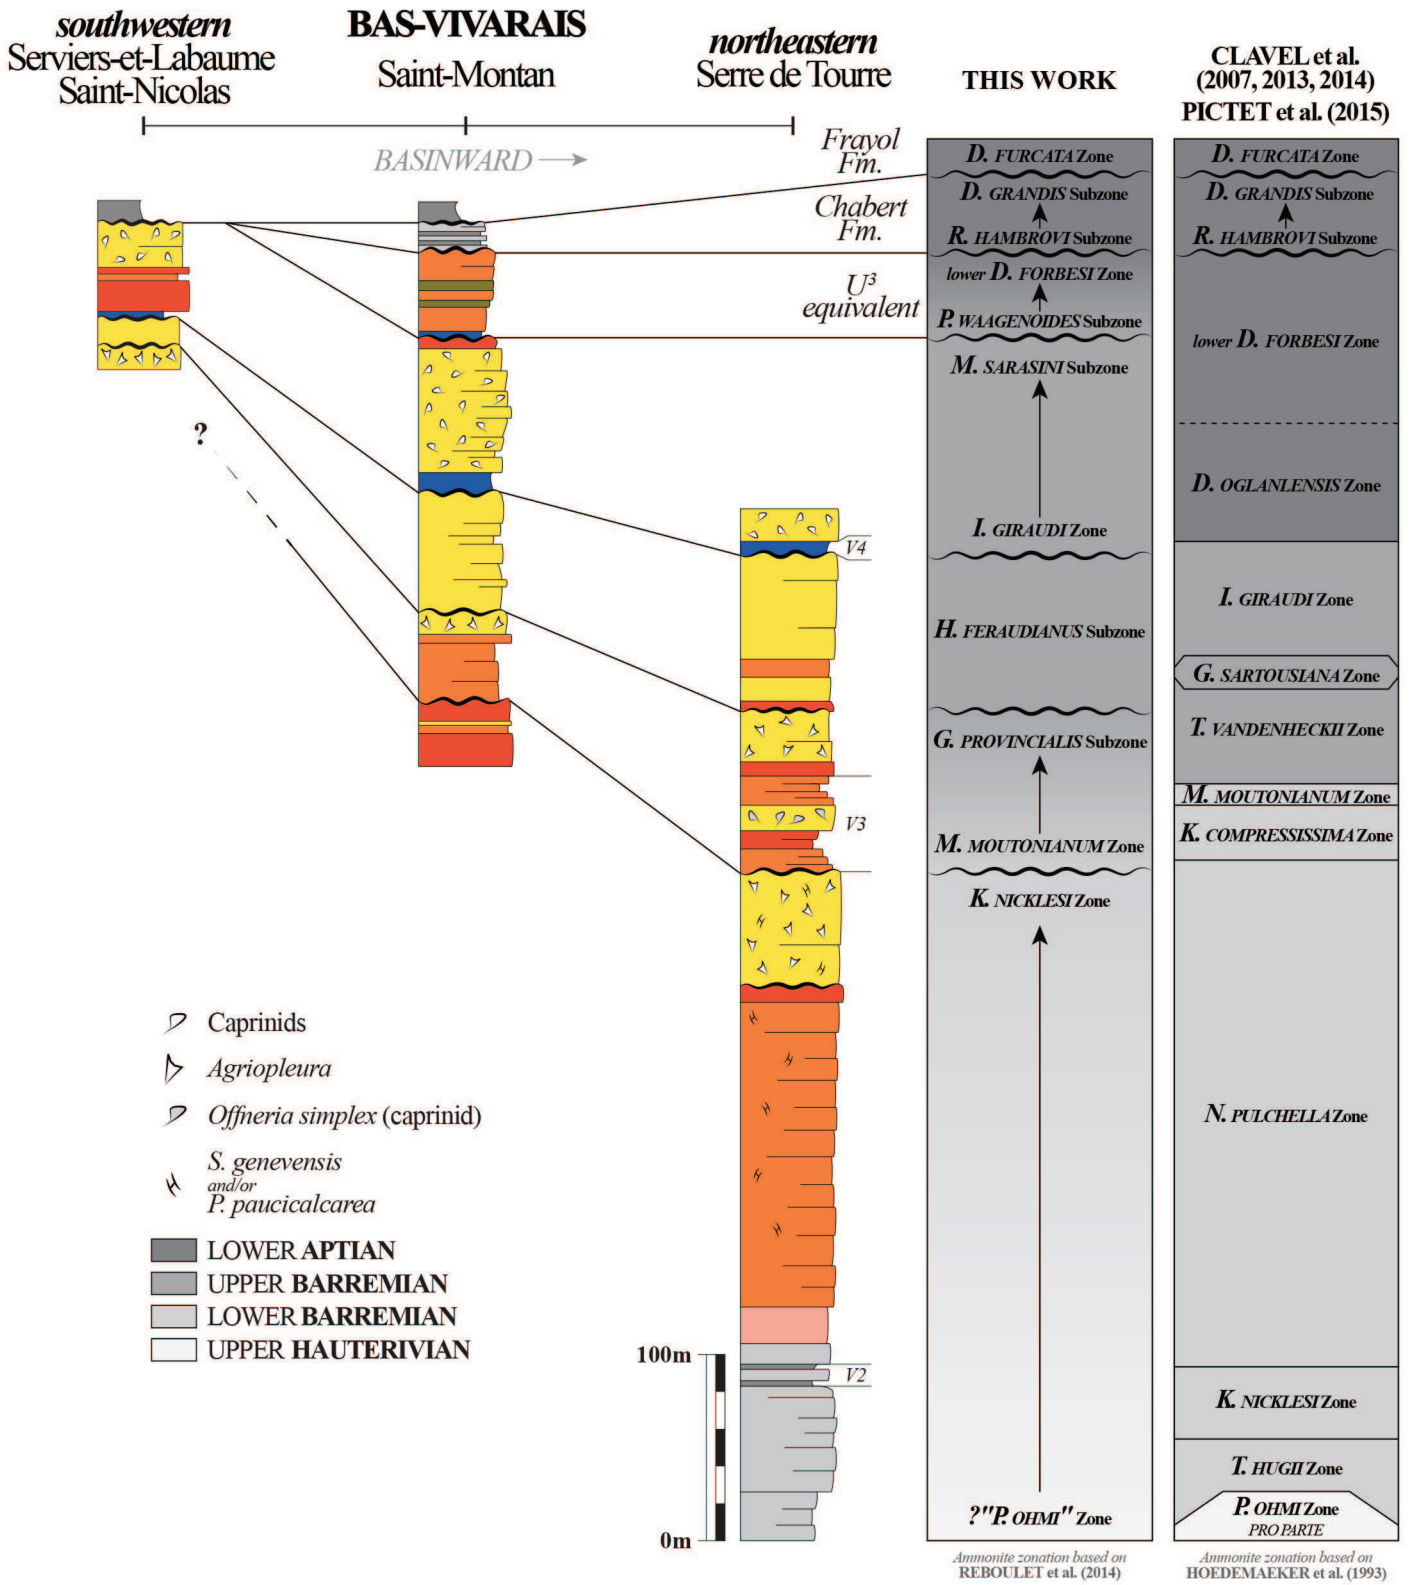 southwestern
Serviers-et-Labaume
Saint-Nicolas
BAS-VIVARAIS
Saint-Montan
northeastern
Serre de Tourre
BASINWARD
THIS WORK
CLAVEL et al.
(2007, 2013, 2014)
PICTET et al. (2015)
Frayol
Fm.
Chabert
Fm.
U³
equivalent
D. FURCATA Zone
D. GRANDIS Subzone
R. HAMBROVI Subzone
lower D. FORBESI Zone
P. WAAGENOIDES Subzone
M. SARASINI Subzone
I. GIRAUDI Zone
H. FERAUDIANUS Subzone
G. PROVINCIALIS Subzone
M. MOUTONIANUM Zone
K. NICKLESI Zone
?"P. OHMI" Zone
Ammonite zonation based on
REBOULET et al. (2014)
D. FURCATA Zone
D. GRANDIS Subzone
R. HAMBROVI Subzone
lower D. FORBESI Zone
D. OGLANLENSIS Zone
I. GIRAUDI Zone
G. SARTOUSIANA Zone
T. VANDENHECKII Zone
M. MOUTONIANUM Zone
K. COMPRESSISSIMA Zone
N. PULCHELLA Zone
K. NICKLESI Zone
T. HUGII Zone
P. OHMI Zone
PRO PARTE
Ammonite zonation based on
HOEDEMAEKER et al. (1993)
?
V4
V3
V2
100m
0m
Caprinids
Agriopleura
Offneria simplex (caprinid)
S. genevensis
and/or
P. paucicalcarea
LOWER APTIAN
UPPER BARREMIAN
LOWER BARREMIAN
UPPER HAUTERIVIAN